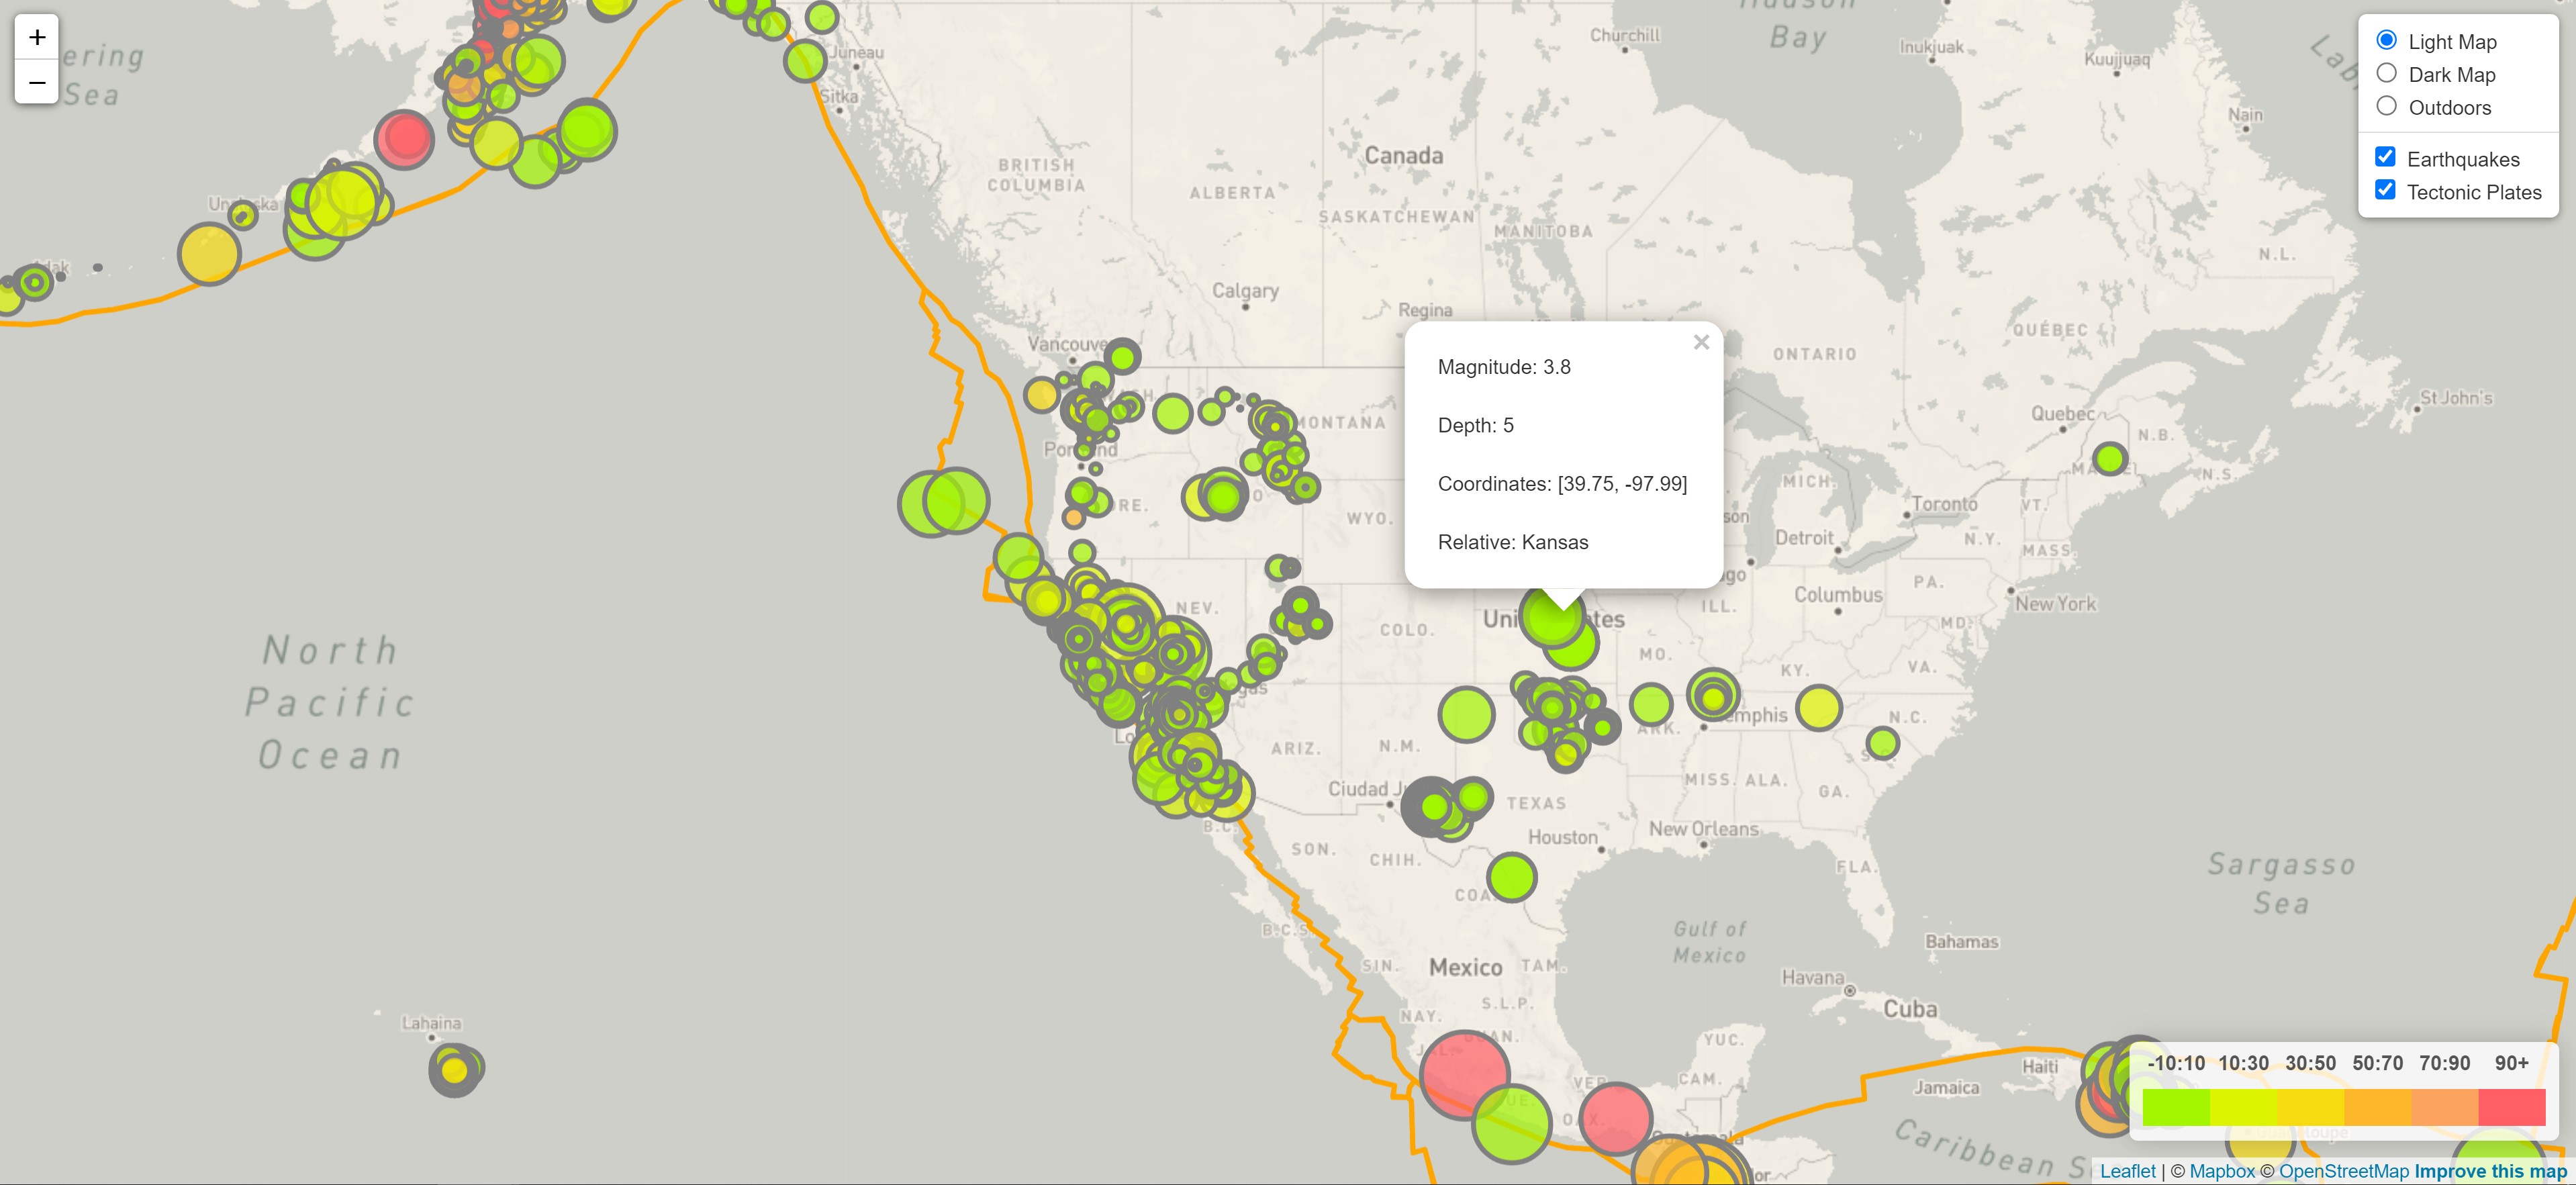 +
−
ering
Sea
Juneau
Sitka
Churchill
Hudson
Bay
Inukjuak
Kuujjuaq
Nain
Light Map
Dark Map
Outdoors
Earthquakes
Tectonic Plates
BRITISH
COLUMBIA
ALBERTA
Canada
SASKATCHEWAN
MANITOBA
N.L.
Calgary
Regina
QUÉBEC
ONTARIO
Vancouve
St John's
Quebec
N.B.
N.S.
MONTANA
WYO.
Magnitude: 3.8
Depth: 5
Coordinates: [39.75, -97.99]
Relative: Kansas
×
MICH.
Toronto
VT.
Detroit
N.Y.
MASS.
PA.
Columbus
New York
ILL.
MD.
NEV.
COLO.
MO.
KY.
VA.
North
Pacific
Ocean
ARIZ.
N.M.
ARK.
N.C.
MISS.
ALA.
GA.
Ciudad J
TEXAS
Houston
New Orleans
B.C.
SON.
CHIH.
COA
FLA.
Sargasso
Sea
B.C.S.
Gulf of
Mexico
Bahamas
SIN.
Mexico
TAM.
Havana
S.L.P.
Cuba
NAY.
Lahaina
YUC.
CAM.
Haiti
Jamaica
Caribbean S
-10:10 10:30 30:50 50:70 70:90 90+
Leaflet | © Mapbox © OpenStreetMap Improve this map